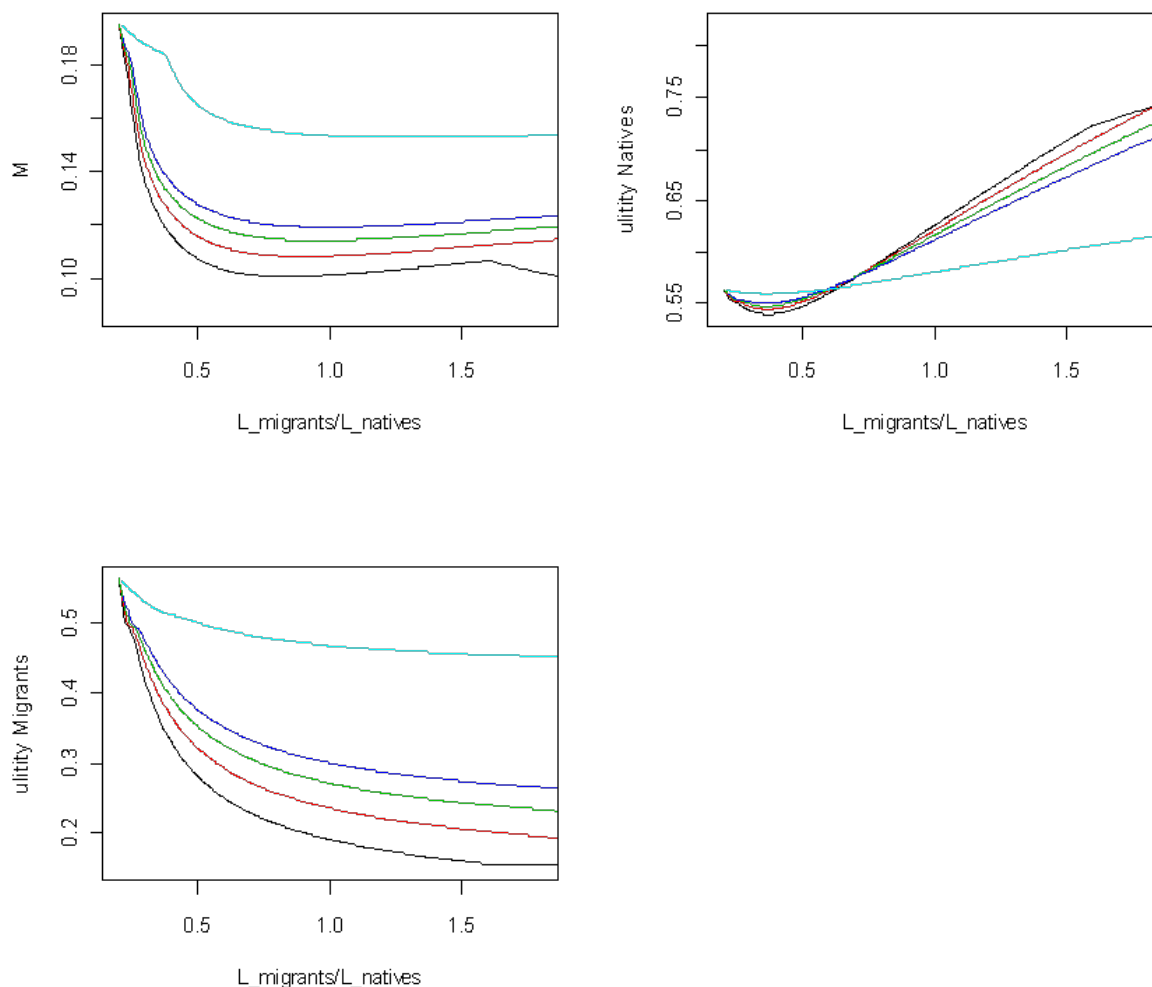 M
0.18
0.14
0.10
0.5 1.0 1.5
L_migrants/L_natives
ulitity Natives
0.75
0.65
0.55
0.5 1.0 1.5
L_migrants/L_natives
ulitity Migrants
0.5
0.4
0.3
0.2
0.5 1.0 1.5
L_migrants/L_natives